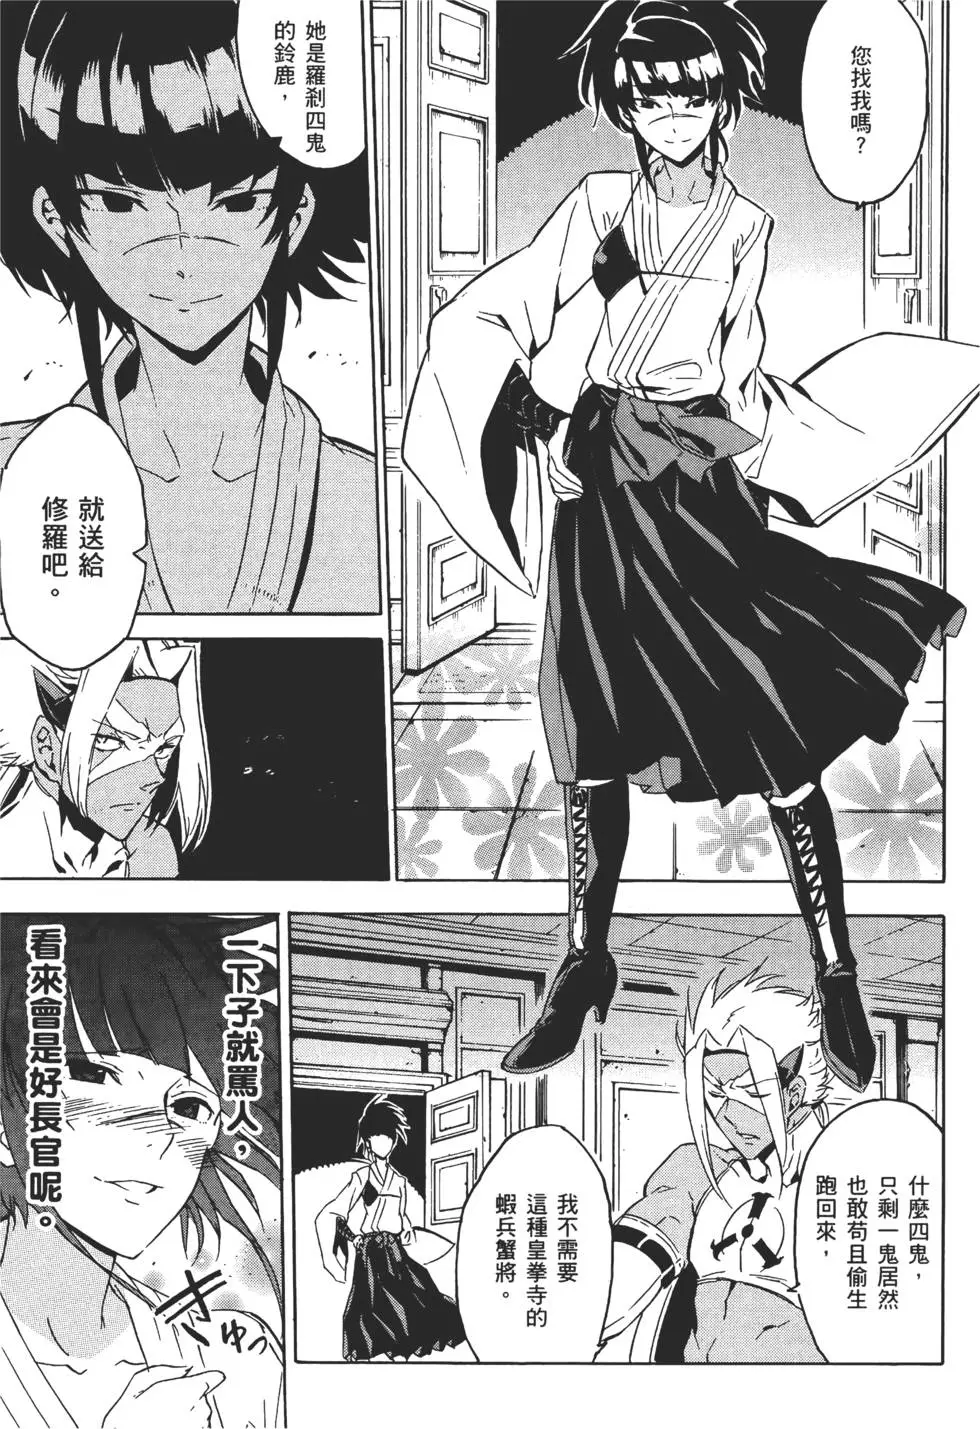 您找我嗎？
她是羅剎四鬼
的鈴鹿，
就送給
修羅吧。
什麼四鬼，
只剩一鬼居然
也敢苟且偷生
跑回來，
我不需要
這種皇拳寺的
蝦兵蟹將。
一下子就罵人，
看來會是好長官呢。
きゅっ